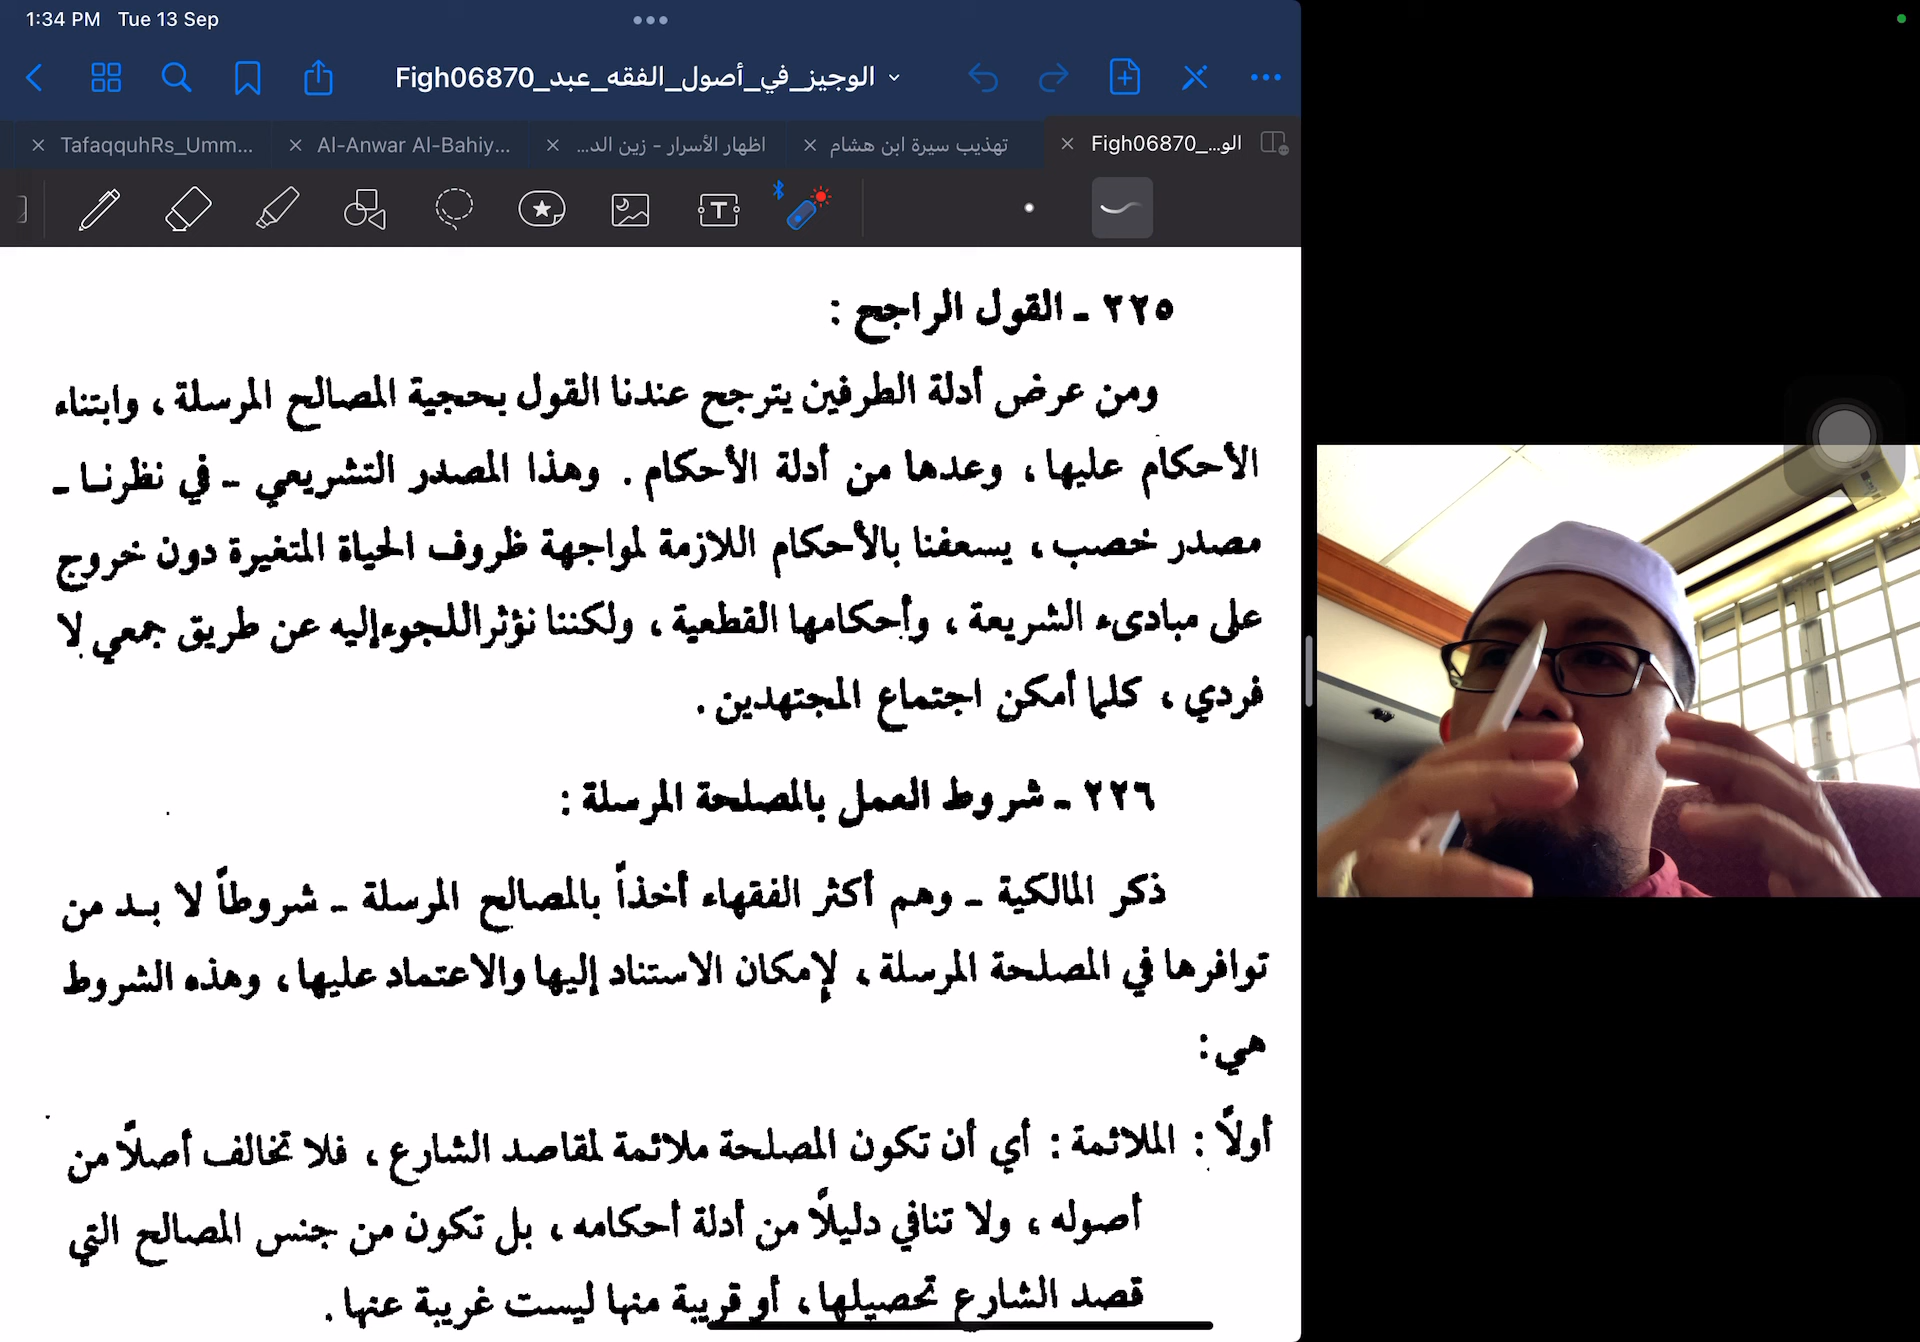 1:34 PM Tue 13 Sep
Figh06870_الوجيز_في_أصول_الفقه_عبد
TafaqquhRs_Umm...
Al-Anwar Al-Bahiy...
اظهار الأسرار - زين الد...
تهذيب سيرة ابن هشام
Figh06870_...الو
٢٢٥ ـ القول الراجح :
ومن عرض أدلة الطرفين يترجح عندنا القول بحجية المصالح المرسلة ، وابتناء
الأحكام عليها ، وعدها من أدلة الأحكام . وهذا المصدر التشريعي ـ في نظرنا ـ
مصدر خصب ، يسعفنا بالأحكام اللازمة لمواجهة ظروف الحياة المتغيرة دون خروج
على مبادىء الشريعة ، وأحكامها القطعية ، ولكننا نؤثر اللجوء إليه عن طريق جمعي لا
فردي ، كلما أمكن اجتماع المجتهدين .
٢٢٦ ـ شروط العمل بالمصلحة المرسلة :
ذكر المالكية ـ وهم أكثر الفقهاء أخذاً بالمصالح المرسلة ـ شروطاً لا بد من
توافرها في المصلحة المرسلة ، لإمكان الاستناد إليها والاعتماد عليها ، وهذه الشروط
هي :
أولاً : الملائمة : أي أن تكون المصلحة ملائمة لمقاصد الشارع ، فلا تخالف أصلاً من
أصوله ، ولا تنافي دليلاً من أدلة أحكامه ، بل تكون من جنس المصالح التي
قصد الشارع تحصيلها ، أو قريبة منها ليست غريبة عنها .